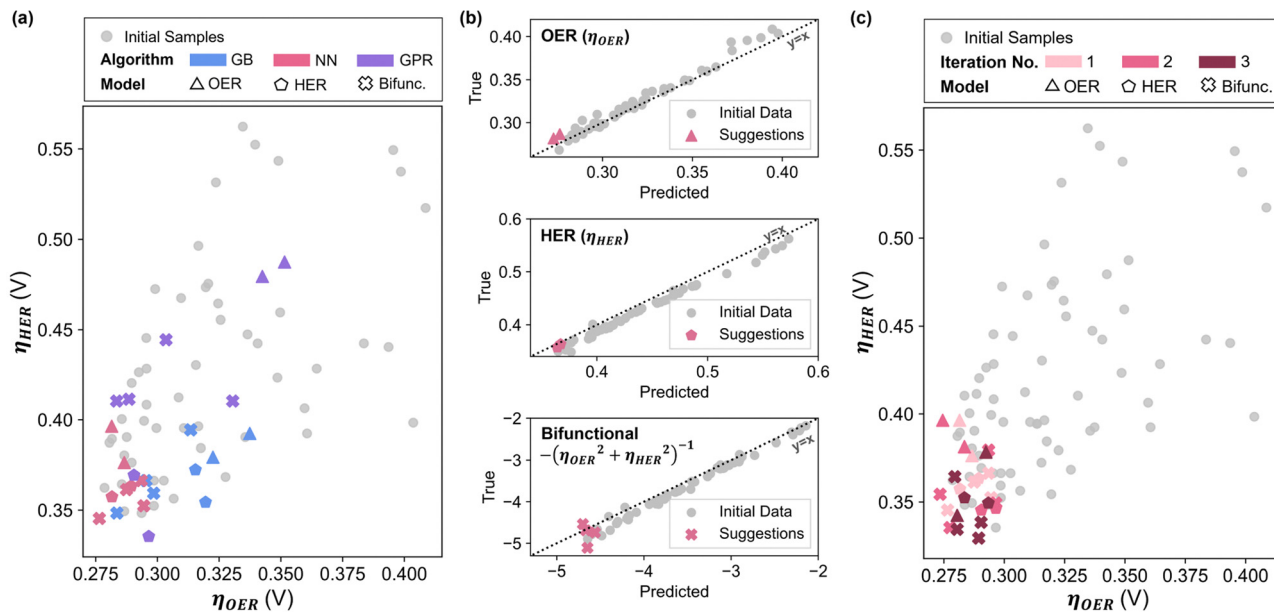 (a)
Initial Samples
Algorithm GB NN GPR
Model OER HER Bifunc.
0.55
0.50
0.45
0.40
0.35
η_HER (V)
0.275 0.300 0.325 0.350 0.375 0.400
η_OER (V)
(b)
OER (η_OER)
y=x
0.40
0.35
0.30
True
Initial Data
Suggestions
0.30 0.35 0.40
Predicted
HER (η_HER)
y=x
0.6
0.5
0.4
True
Initial Data
Suggestions
0.4 0.5 0.6
Predicted
Bifunctional
−(η_OER² + η_HER²)⁻¹
y=x
−2
−3
−4
−5
True
Initial Data
Suggestions
−5 −4 −3 −2
Predicted
(c)
Initial Samples
Iteration No. 1 2 3
Model OER HER Bifunc.
0.55
0.50
0.45
0.40
0.35
η_HER (V)
0.275 0.300 0.325 0.350 0.375 0.400
η_OER (V)